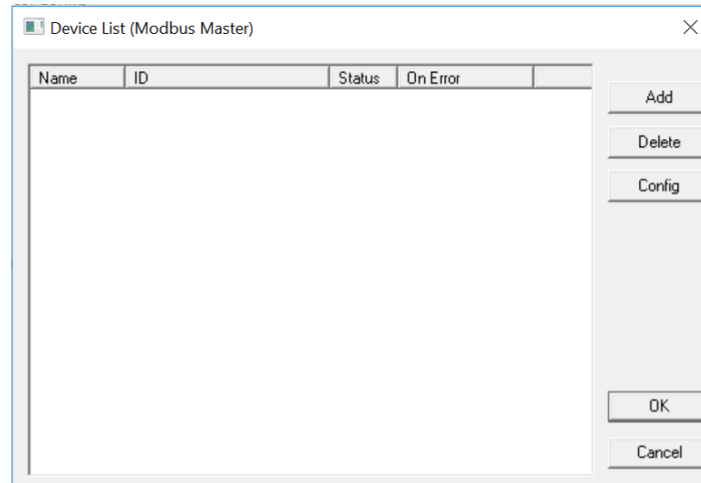 Device List (Modbus Master)
Name ID Status On Error
Add
Delete
Config
OK
Cancel